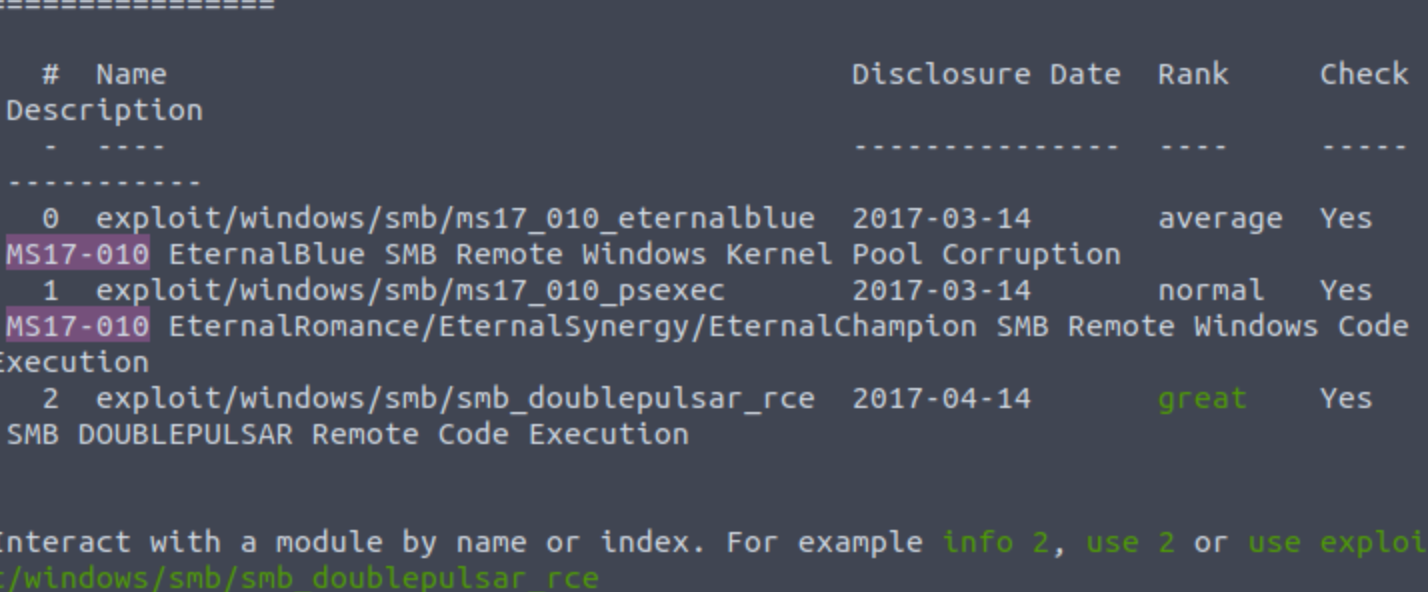 ================
# Name Disclosure Date Rank Check
Description
- ---- --------------- ---- -----
-----------
0 exploit/windows/smb/ms17_010_eternalblue 2017-03-14 average Yes
MS17-010 EternalBlue SMB Remote Windows Kernel Pool Corruption
1 exploit/windows/smb/ms17_010_psexec 2017-03-14 normal Yes
MS17-010 EternalRomance/EternalSynergy/EternalChampion SMB Remote Windows Code
Execution
2 exploit/windows/smb/smb_doublepulsar_rce 2017-04-14 great Yes
SMB DOUBLEPULSAR Remote Code Execution
Interact with a module by name or index. For example info 2, use 2 or use exploi
t/windows/smb/smb_doublepulsar_rce